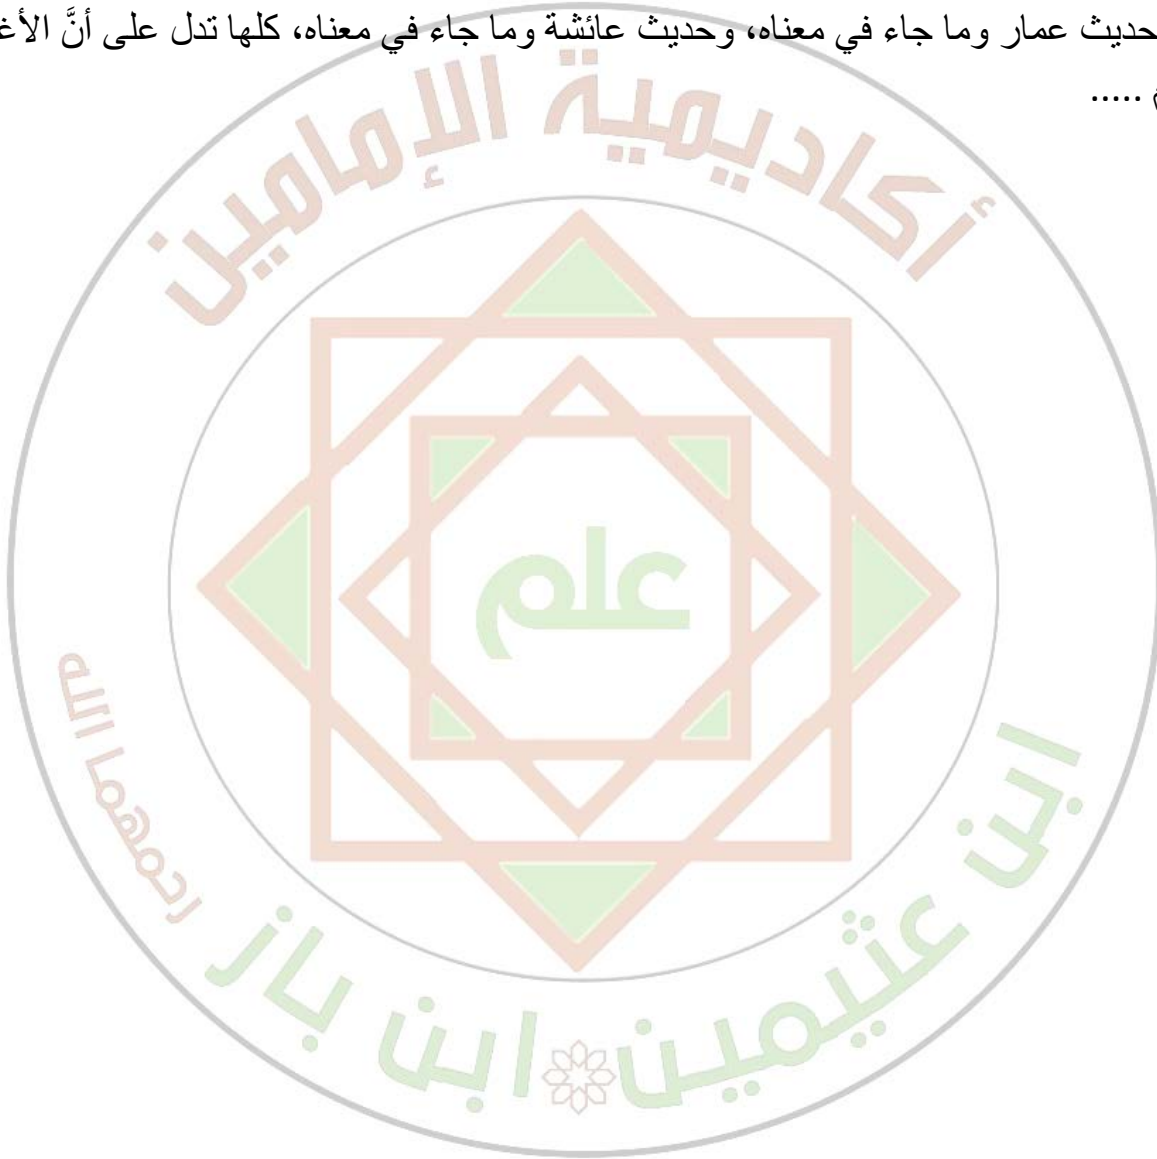 حديث عمار وما جاء في معناه، وحديث عائشة وما جاء في معناه، كلها تدل على أنَّ
.....
أكاديمية الإمامين
علم
ابن عثيمين ابن باز
رحمهما الله